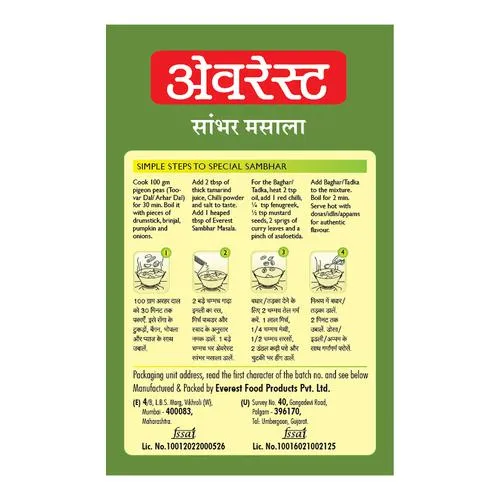 अेवरेस्ट
सांभर मसाला
SIMPLE STEPS TO SPECIAL SAMBHAR
Cook 100 gm
pigeon peas (Too-
var Dal/ Arhar Dal)
for 30 min. Boil it
with pieces of
drumstick, brinjal,
pumpkin and
onions.
Add 2 tbsp of
thick tamarind
juice, Chilli powder
and salt to taste.
Add 1 heaped
tbsp of Everest
Sambhar Masala.
For the Baghar/
Tadka, heat 2 tsp
oil, add 1 red chilli,
¼ tsp fenugreek,
½ tsp mustard
seeds, 2 sprigs of
curry leaves and a
pinch of asafoetida.
Add Baghar/Tadka
to the mixture.
Boil for 2 min.
Serve hot with
dosas/idlis/appams
for authentic
flavour.
1
2
3
4
100 ग्राम अरहर दाल
को 30 मिनट तक
पकाएँ. इसे सींग के
टुकड़ों, बैंगन, भोपला
और प्याज के साथ
उबालें.
2 बड़े चम्मच गाढ़ा
इमली का रस,
मिर्च पावडर और
स्वाद के अनुसार
नमक डालें. 1 बड़े
चम्मच भर अेवरेस्ट
सांभर मसाला डालें.
बघार/तड़का देने के
लिए 2 चम्मच तेल गर्म
करें. 1 लाल मिर्च,
1/4 चम्मच मेथी,
1/2 चम्मच सरसों,
2 डंठल कढ़ी पत्ते और
चुटकी भर हींग डालें.
मिश्रण में बघार/
तड़का डालें.
2 मिनट तक
उबालें. डोसा/
इडली/अप्पम के
साथ गर्मागर्म परोसें.
Packaging unit address, read the first character of the batch no. and see below
Manufactured & Packed by Everest Food Products Pvt. Ltd.
(E) 4/8, L.B.S. Marg, Vikhroli (W),
Mumbai - 400083,
Maharashtra.
fssai
Lic. No.10012022000526
(U) Survey No. 40, Gangadevi Road,
Palgam - 396170,
Tal: Umbergaon, Gujarat.
fssai
Lic. No.10016021002125